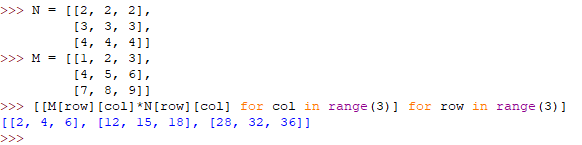 >>> N = [[2, 2, 2],
         [3, 3, 3],
         [4, 4, 4]]
>>> M = [[1, 2, 3],
         [4, 5, 6],
         [7, 8, 9]]
>>> [[M[row][col]*N[row][col] for col in range(3)] for row in range(3)]
[[2, 4, 6], [12, 15, 18], [28, 32, 36]]
>>>